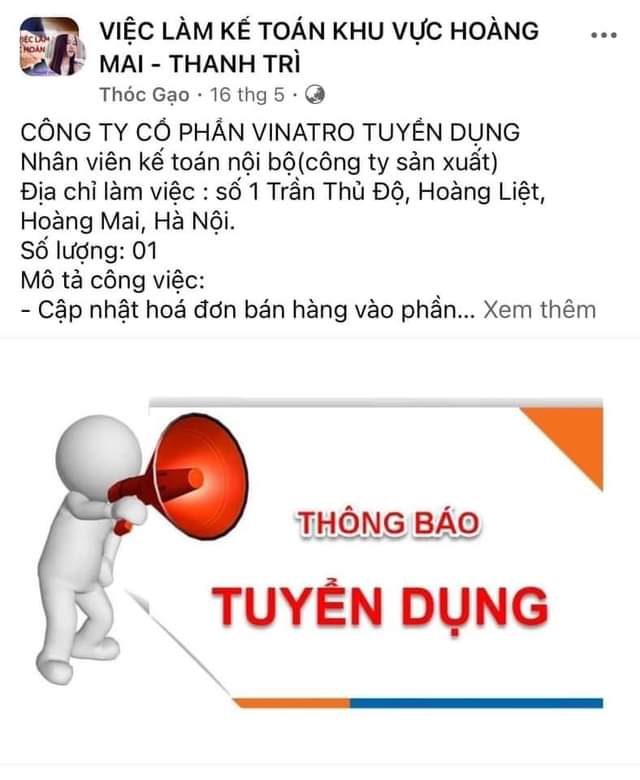 VIỆC LÀM KẾ TOÁN KHU VỰC HOÀNG
MAI - THANH TRÌ
Thóc Gạo · 16 thg 5 ·
CÔNG TY CỔ PHẦN VINATRO TUYỂN DỤNG
Nhân viên kế toán nội bộ(công ty sản xuất)
Địa chỉ làm việc : số 1 Trần Thủ Độ, Hoàng Liệt,
Hoàng Mai, Hà Nội.
Số lượng: 01
Mô tả công việc:
- Cập nhật hoá đơn bán hàng vào phần... Xem thêm
THÔNG BÁO
TUYỂN DỤNG